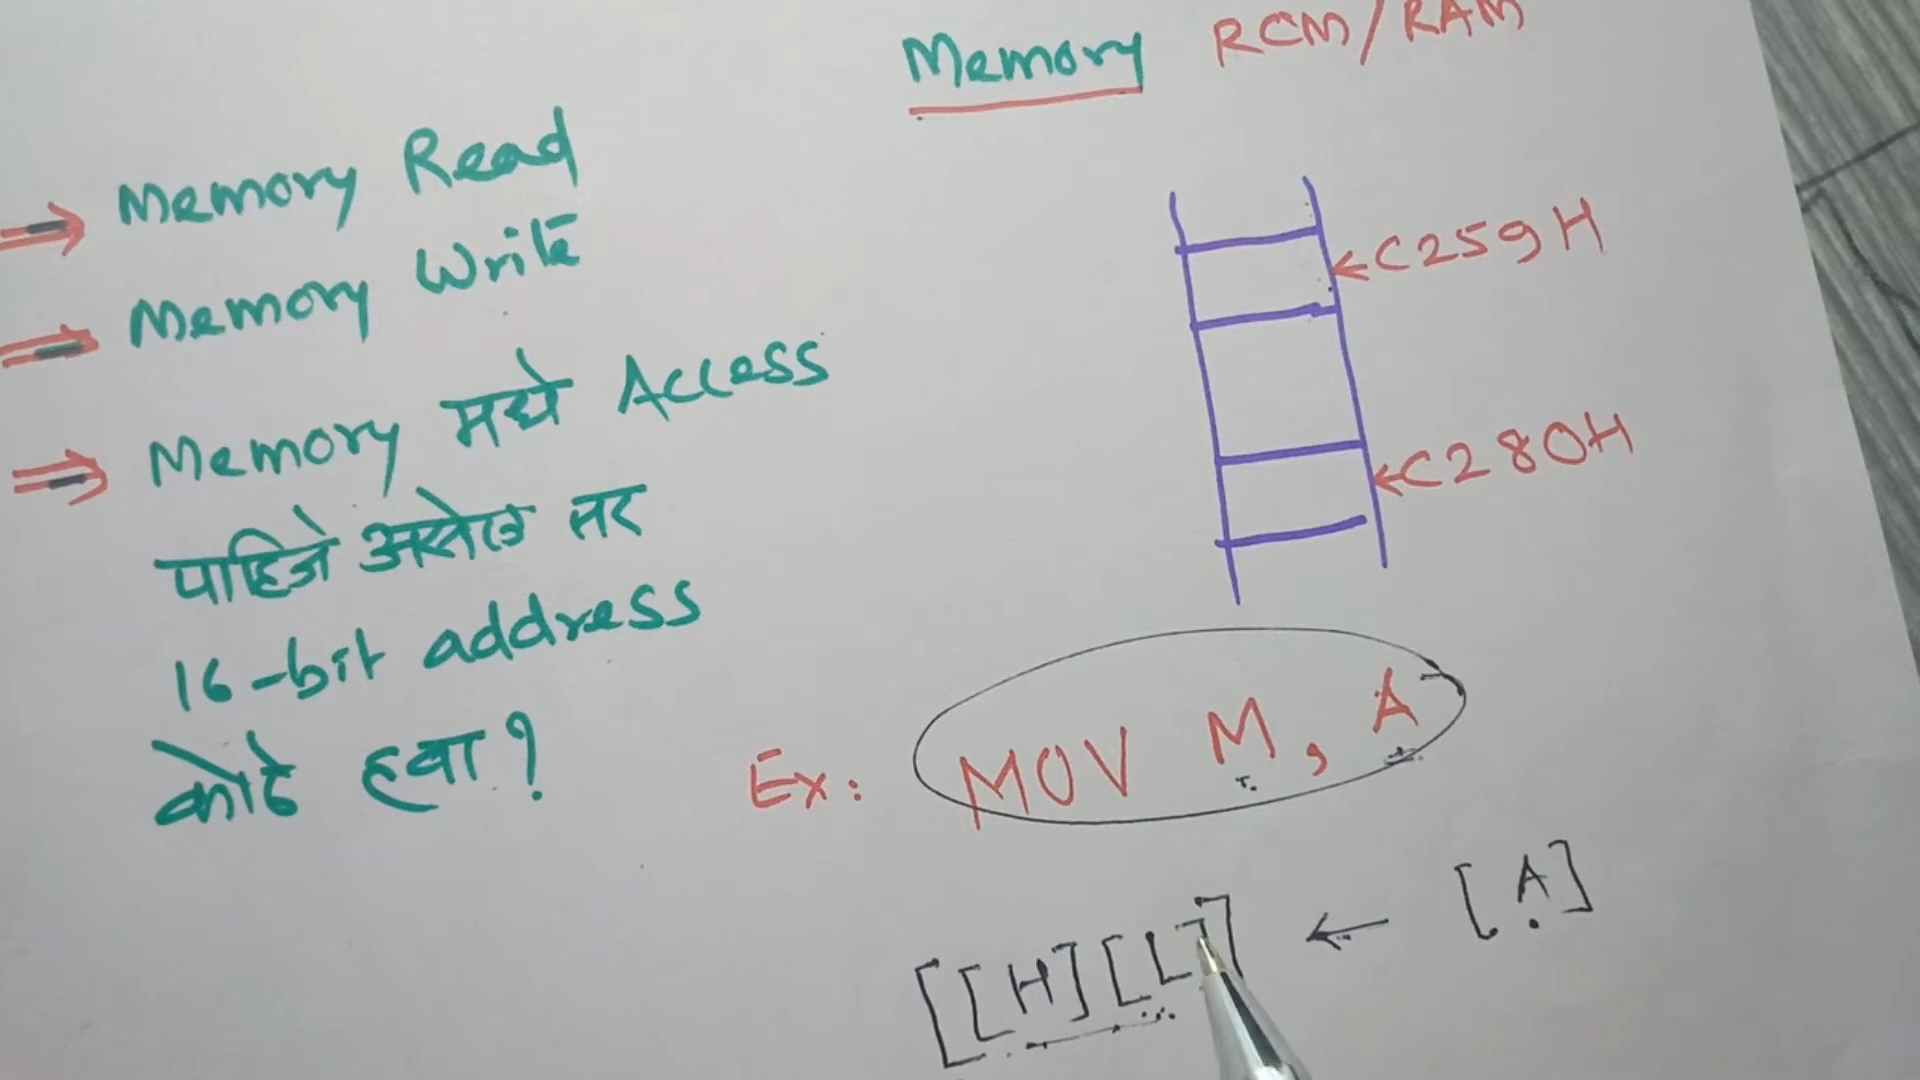 Memory RCM/RAM
⇒ Memory Read
⇒ Memory Write
⇒ Memory मध्ये Access
पाहिजे असेल तर
16-bit address
कोठे हवा?
←C259H
←C280H
Ex: MOV M, A
[[H][L]] ← [A]